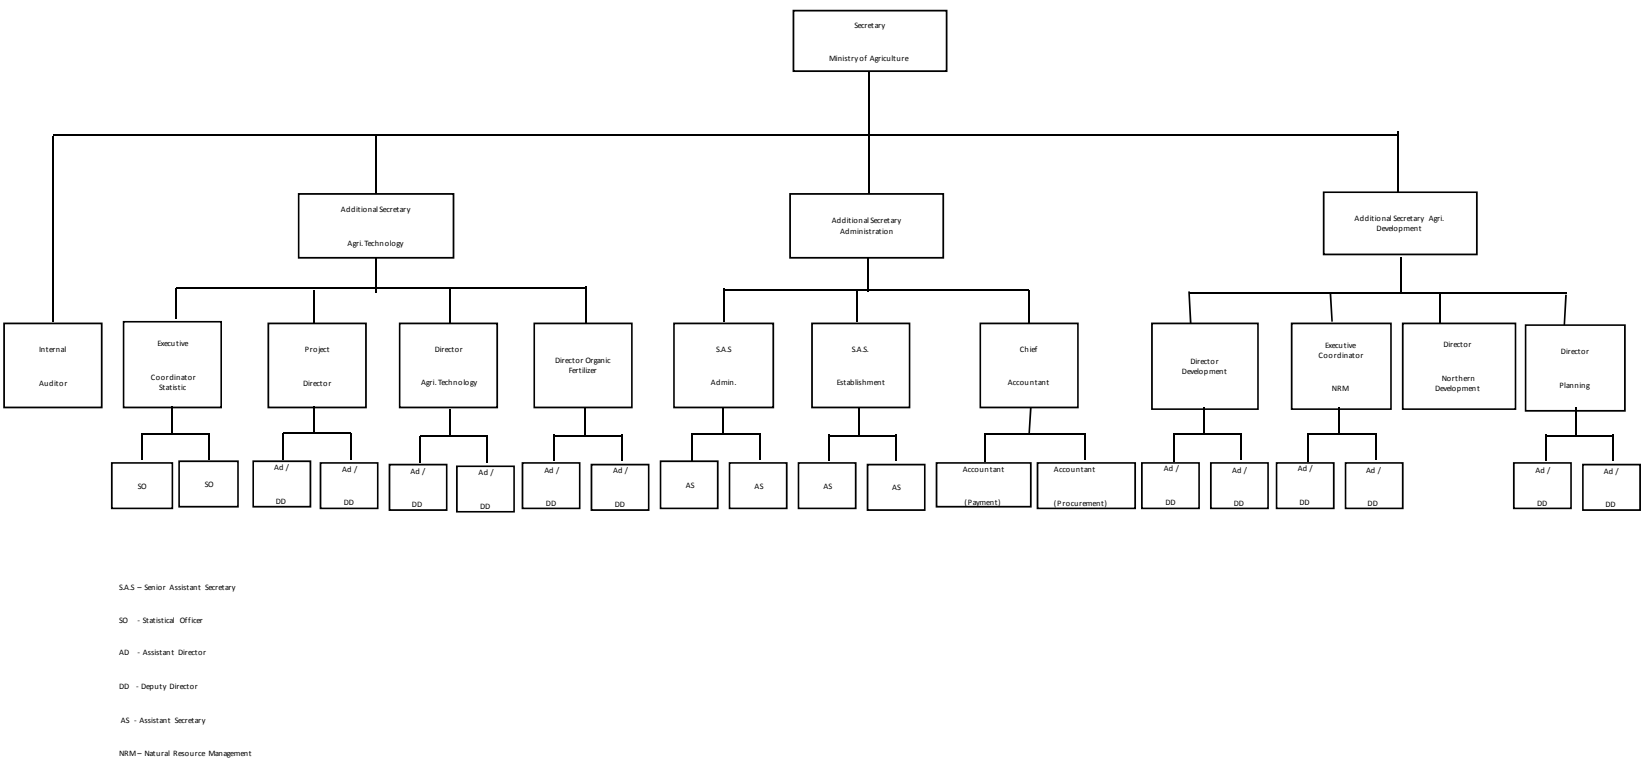 Secretary
Ministry of Agriculture
Additional Secretary
Agri. Technology
Additional Secretary
Administration
Additional Secretary Agri.
Development
Internal
Auditor
Executive
Coordinator
Statistic
Project
Director
Director
Agri. Technology
Director Organic
Fertilizer
S.A.S
Admin.
S.A.S.
Establishment
Chief
Accountant
Director
Development
Executive
Coordinator
NRM
Director
Northern
Development
Director
Planning
SO
SO
Ad /
DD
Ad /
DD
Ad /
DD
Ad /
DD
Ad /
DD
Ad /
DD
AS
AS
AS
AS
Accountant
(Payment)
Accountant
(Procurement)
Ad /
DD
Ad /
DD
Ad /
DD
Ad /
DD
Ad /
DD
Ad /
DD
S.A.S – Senior Assistant Secretary
SO - Statistical Officer
AD - Assistant Director
DD - Deputy Director
AS - Assistant Secretary
NRM – Natural Resource Management